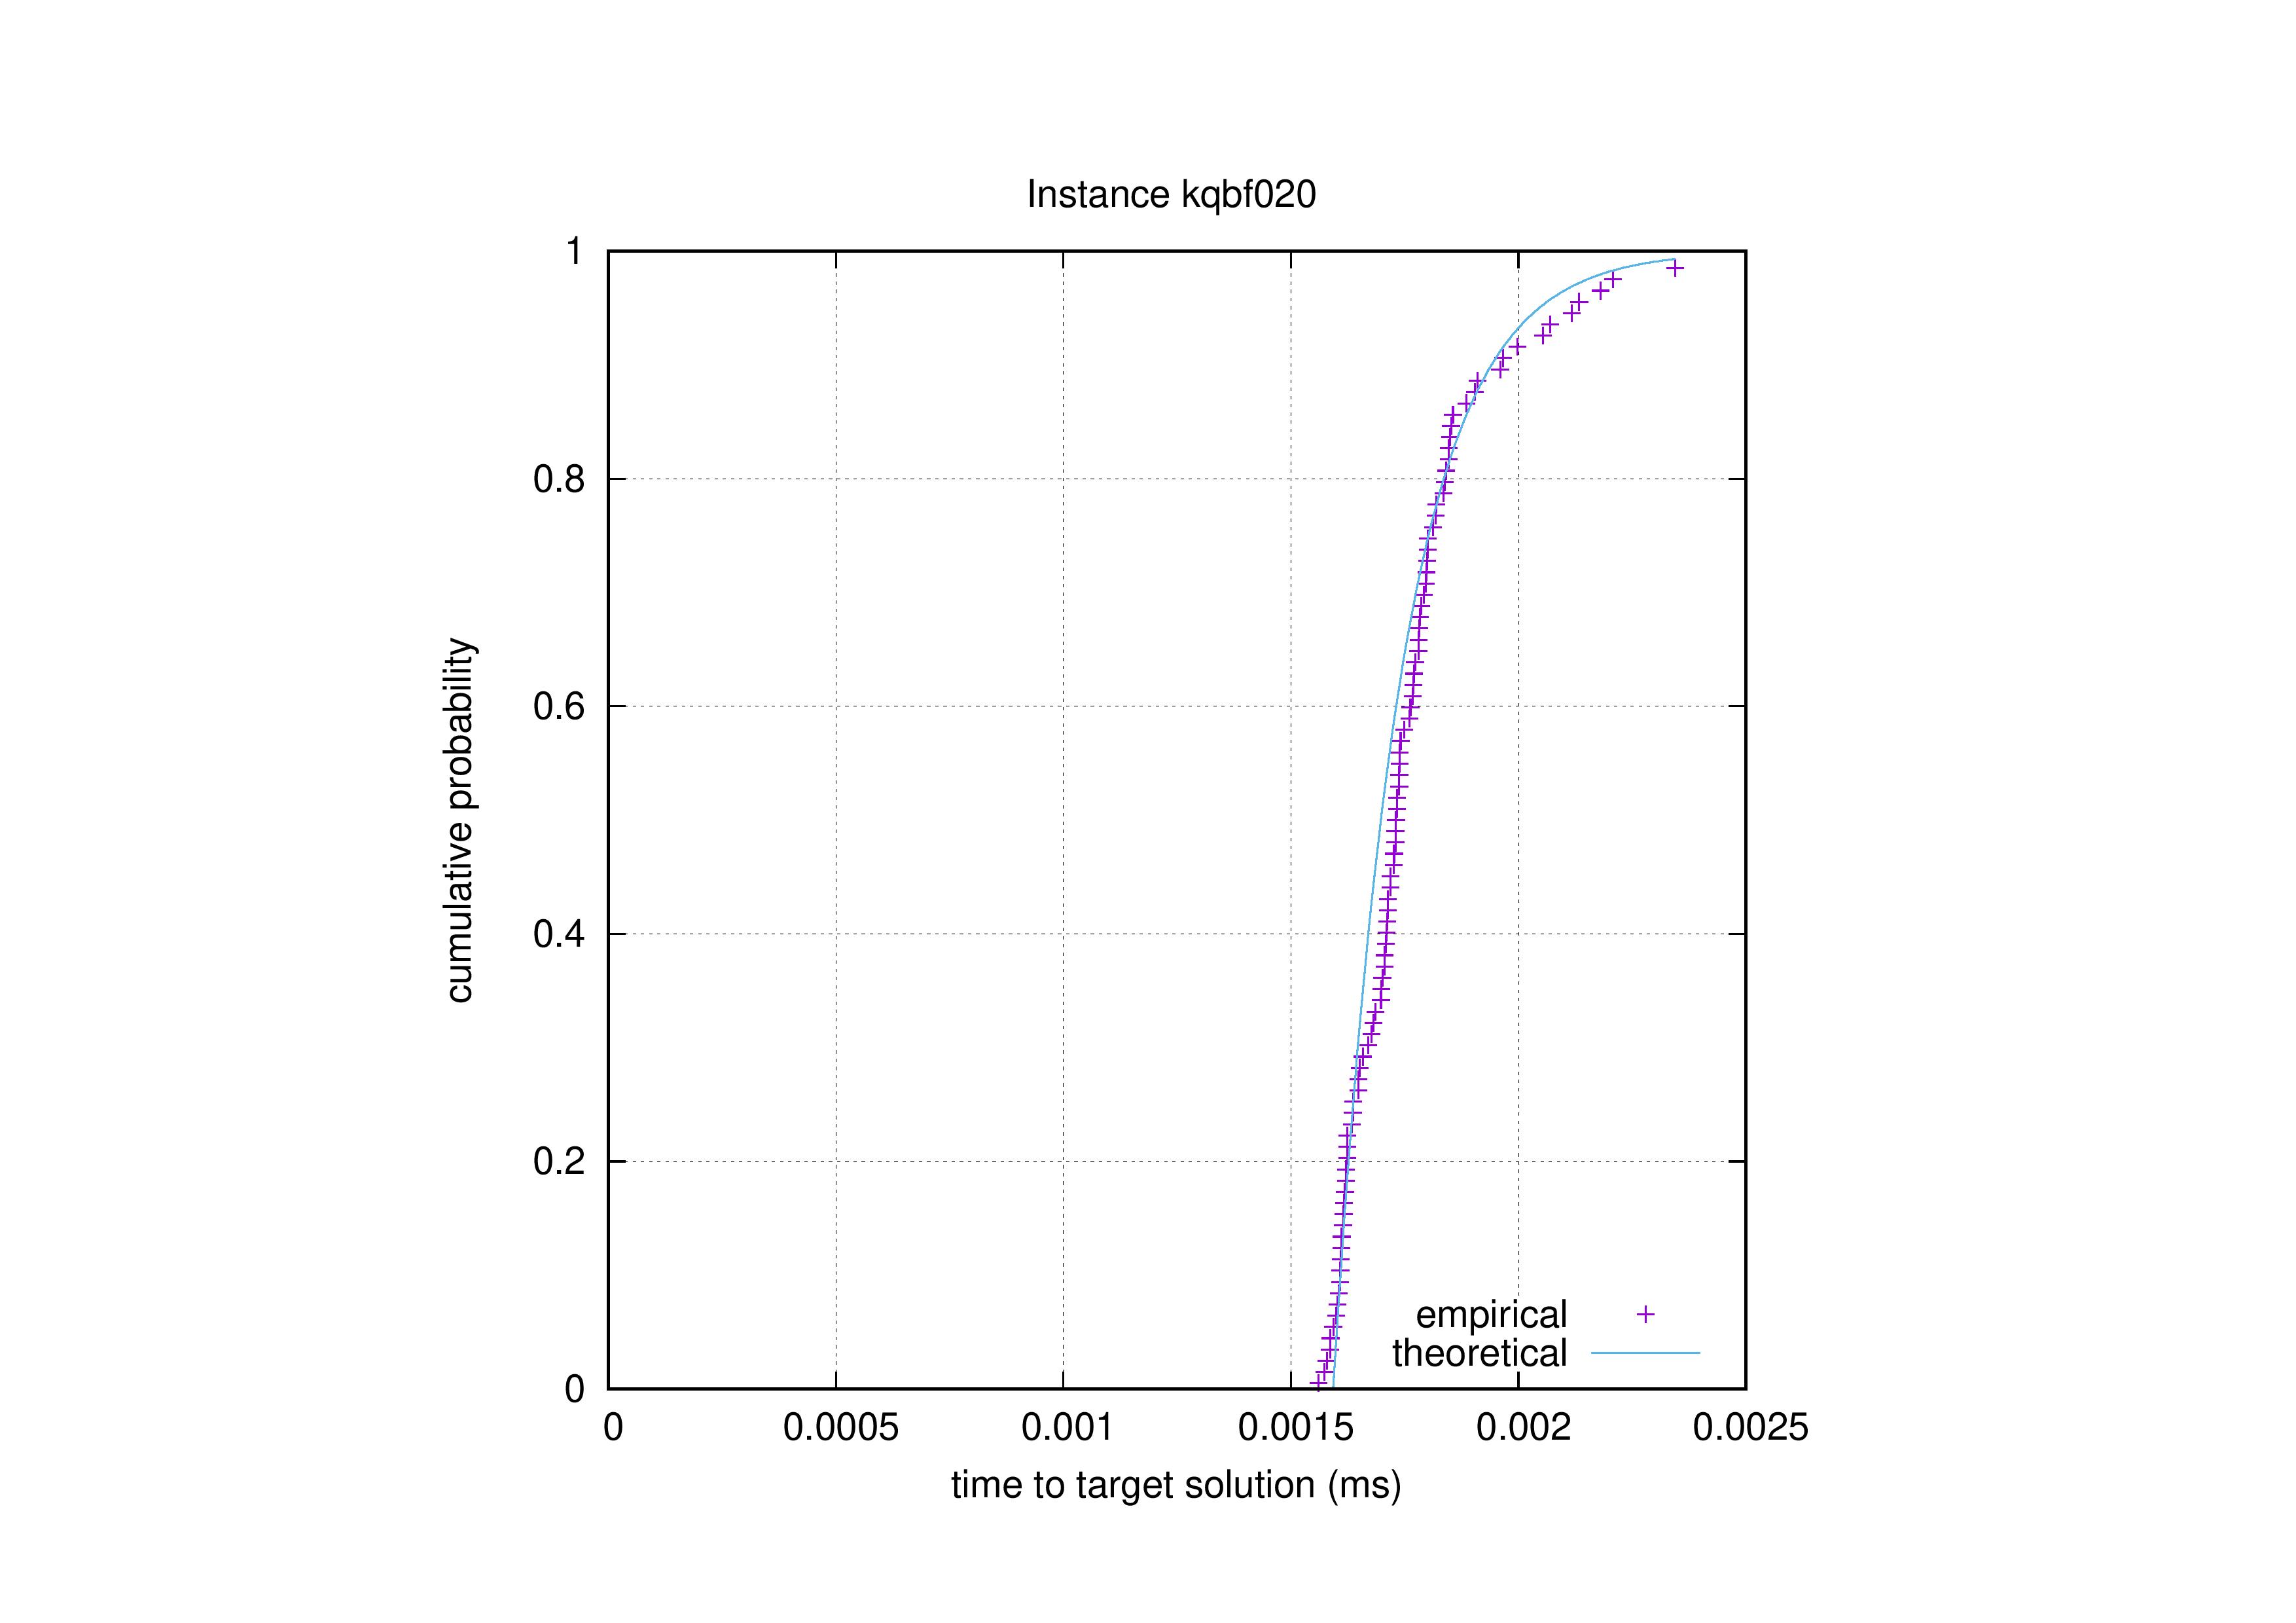 Instance kqbf020
1
0.8
0.6
0.4
0.2
0
cumulative probability
empirical
theoretical
0 0.0005 0.001 0.0015 0.002 0.0025
time to target solution (ms)